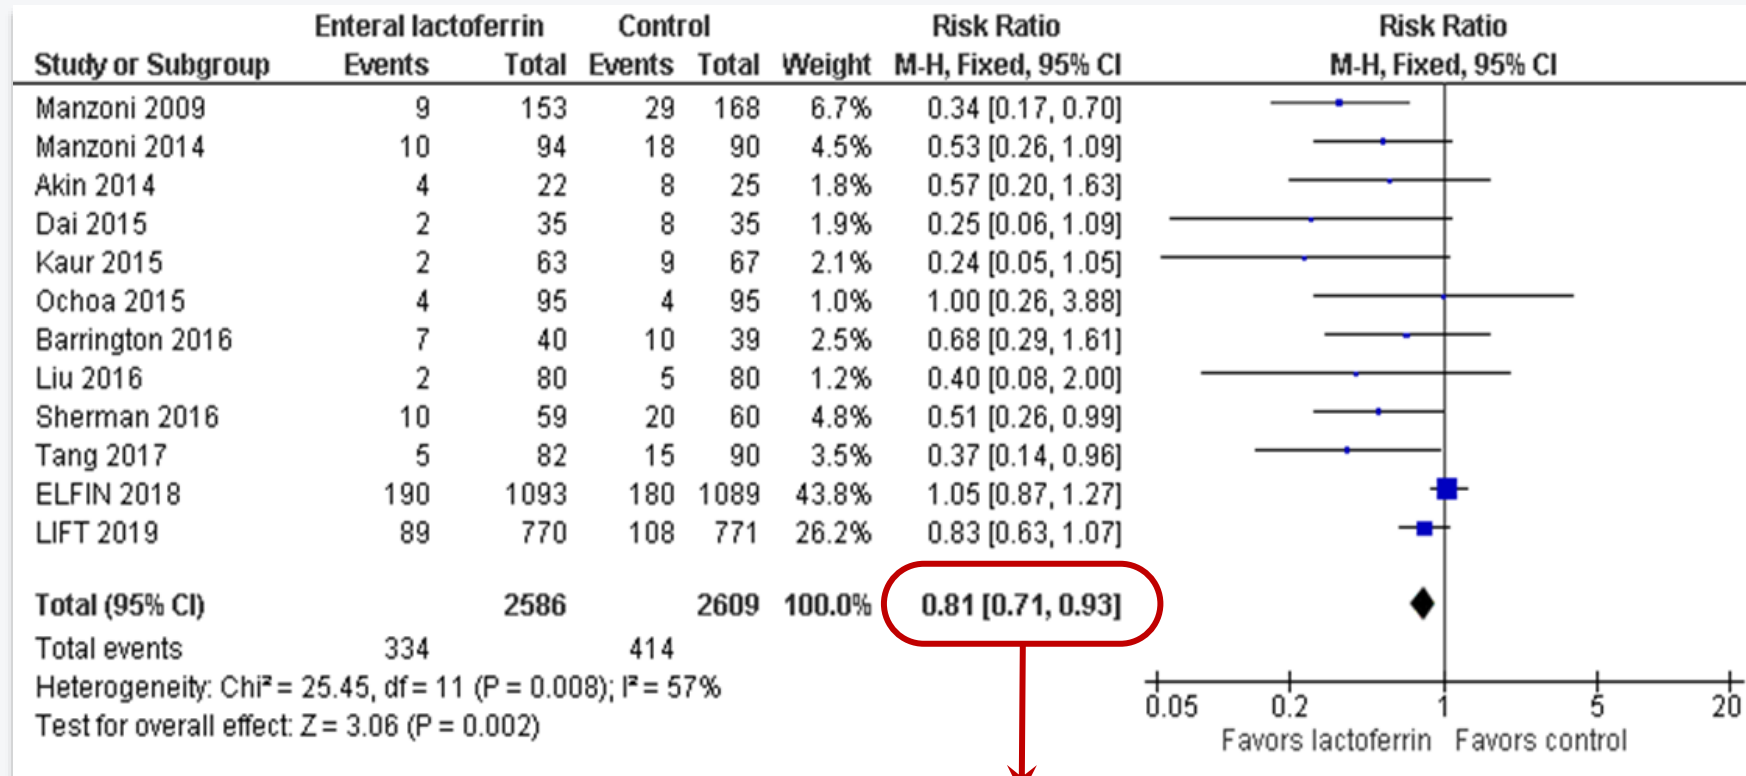 Enteral lactoferrin Control Risk Ratio Risk Ratio
Study or Subgroup Events Total Events Total Weight M-H, Fixed, 95% CI M-H, Fixed, 95% CI
Manzoni 2009 9 153 29 168 6.7% 0.34 [0.17, 0.70]
Manzoni 2014 10 94 18 90 4.5% 0.53 [0.26, 1.09]
Akin 2014 4 22 8 25 1.8% 0.57 [0.20, 1.63]
Dai 2015 2 35 8 35 1.9% 0.25 [0.06, 1.09]
Kaur 2015 2 63 9 67 2.1% 0.24 [0.05, 1.05]
Ochoa 2015 4 95 4 95 1.0% 1.00 [0.26, 3.88]
Barrington 2016 7 40 10 39 2.5% 0.68 [0.29, 1.61]
Liu 2016 2 80 5 80 1.2% 0.40 [0.08, 2.00]
Sherman 2016 10 59 20 60 4.8% 0.51 [0.26, 0.99]
Tang 2017 5 82 15 90 3.5% 0.37 [0.14, 0.96]
ELFIN 2018 190 1093 180 1089 43.8% 1.05 [0.87, 1.27]
LIFT 2019 89 770 108 771 26.2% 0.83 [0.63, 1.07]
Total (95% CI) 2586 2609 100.0% 0.81 [0.71, 0.93]
Total events 334 414
Heterogeneity: Chi² = 25.45, df = 11 (P = 0.008); I² = 57%
Test for overall effect: Z = 3.06 (P = 0.002)
0.05 0.2 1 5 20
Favors lactoferrin Favors control